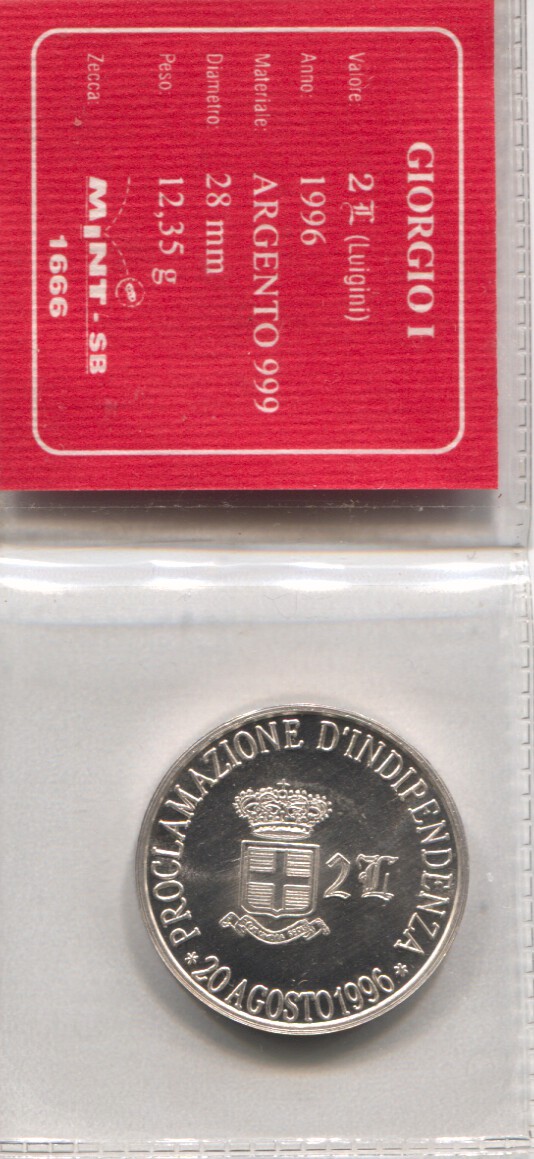 GIORGIO I
Valore: 2 L (Luigini)
Anno: 1996
Materiale: ARGENTO 999
Diametro: 28 mm
Peso: 12,35 g
Zecca: MINT-SB
1666
PROCLAMAZIONE D'INDIPENDENZA
2 L
* 20 AGOSTO 1996 *